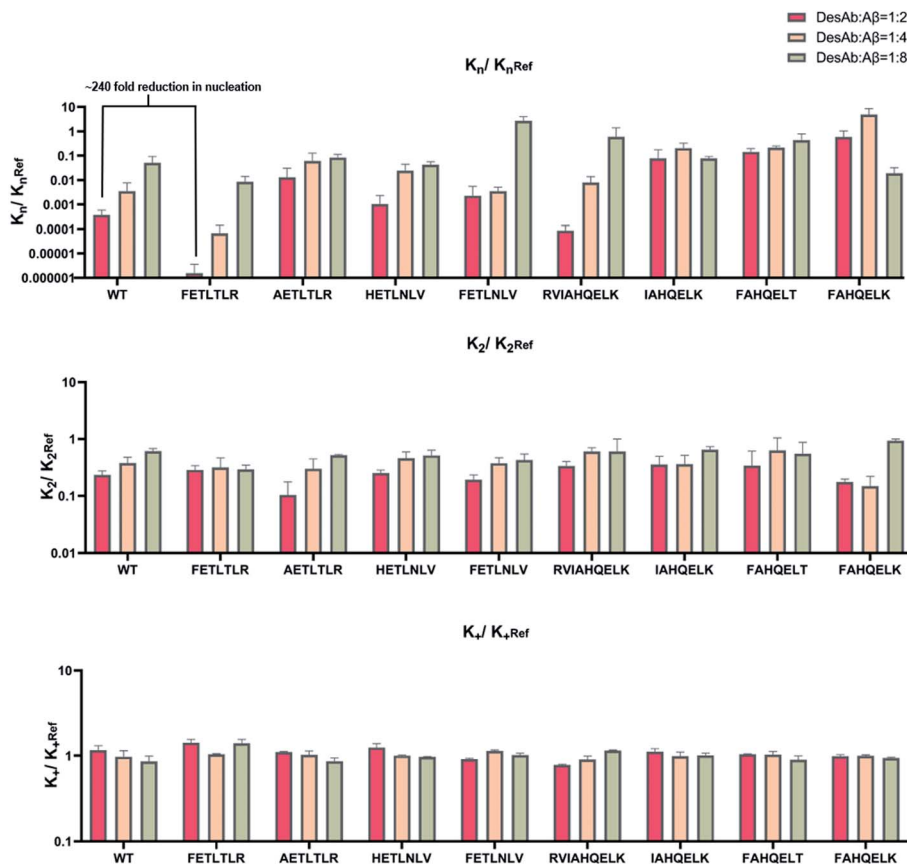 DesAb:Aβ=1:2
DesAb:Aβ=1:4
DesAb:Aβ=1:8
Kn/ KnRef
~240 fold reduction in nucleation
Kn/ KnRef
10
1
0.1
0.01
0.001
0.00001
0.000001
WT FETLTLR AETLTLR HETLNLV FETLNLV RVIAHQELK IAHQELK FAHQELT FAHQELK
K2/ K2Ref
K2/ K2Ref
10
1
0.1
0.01
WT FETLTLR AETLTLR HETLNLV FETLNLV RVIAHQELK IAHQELK FAHQELT FAHQELK
K+/ K+Ref
K+/ K+Ref
10
1
0.1
WT FETLTLR AETLTLR HETLNLV FETLNLV RVIAHQELK IAHQELK FAHQELT FAHQELK